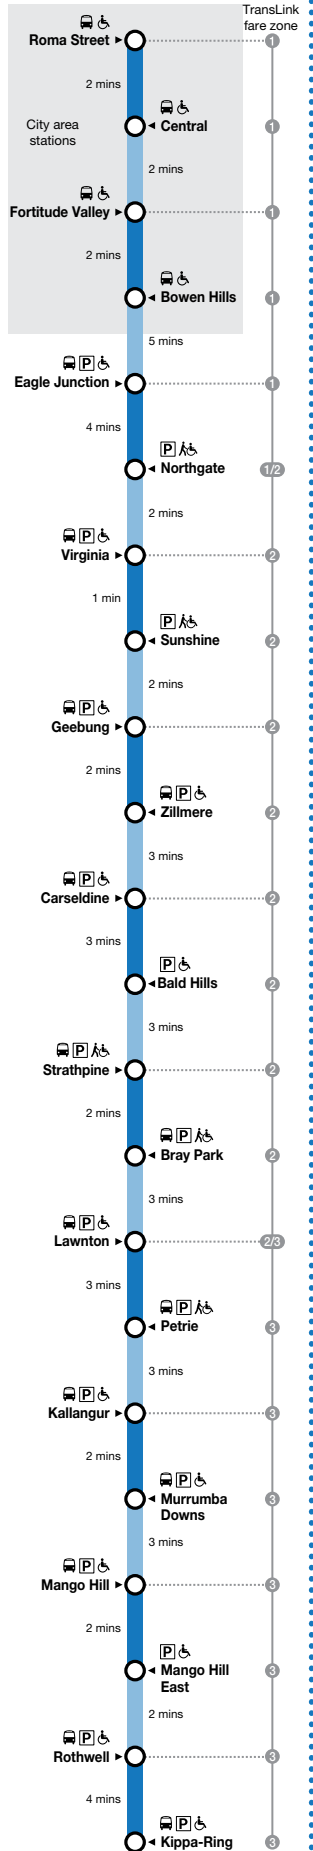 TransLink
fare zone
Roma Street
1
2 mins
City area
stations
Central
1
2 mins
Fortitude Valley
1
2 mins
Bowen Hills
1
5 mins
P
Eagle Junction
1
4 mins
P
Northgate
1/2
2 mins
P
Virginia
2
1 min
P
Sunshine
2
2 mins
P
Geebung
2
2 mins
P
Zillmere
2
3 mins
P
Carseldine
2
3 mins
P
Bald Hills
2
3 mins
P
Strathpine
2
2 mins
P
Bray Park
2
3 mins
P
Lawnton
2/3
3 mins
P
Petrie
3
3 mins
P
Kallangur
3
2 mins
P
Murrumba
Downs
3
3 mins
P
Mango Hill
3
2 mins
P
Mango Hill
East
3
2 mins
P
Rothwell
3
4 mins
P
Kippa-Ring
3